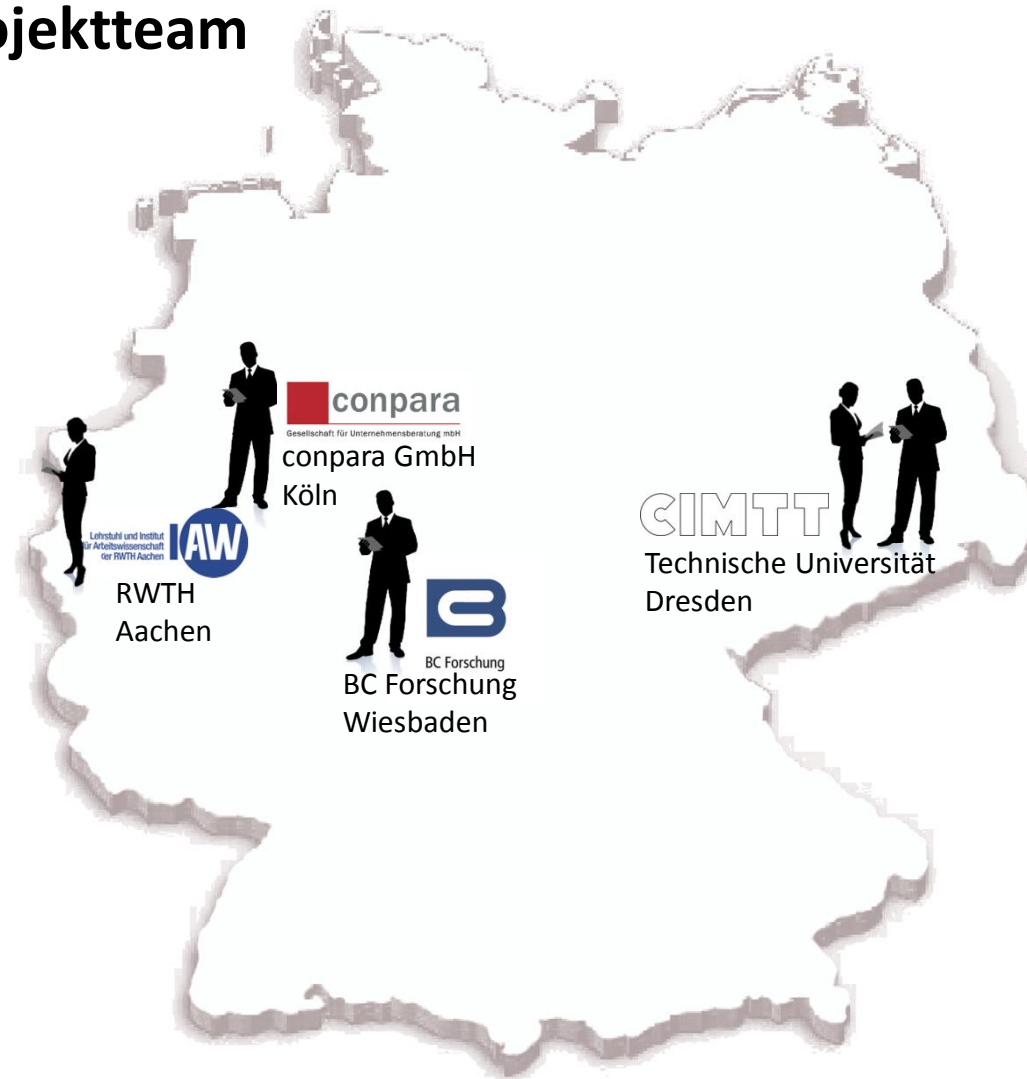 ojektteam
conpara
Gesellschaft für Unternehmensberatung mbH
conpara GmbH
Köln
Lehrstuhl und Institut
für Arbeitswissenschaft
der RWTH Aachen
IAW
RWTH
Aachen
BC Forschung
BC Forschung
Wiesbaden
CIMTT
Technische Universität
Dresden